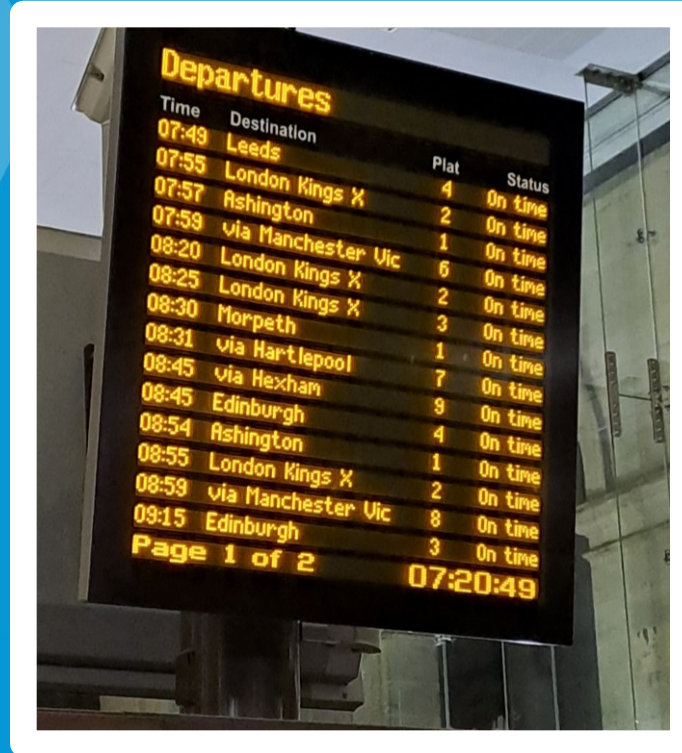 Departures
Time Destination Plat Status
07:49 Leeds 4 On time
07:55 London Kings X 2 On time
07:57 Ashington 1 On time
07:59 via Manchester Vic 6 On time
08:20 London Kings X 2 On time
08:25 London Kings X 3 On time
08:30 Morpeth 1 On time
08:31 via Hartlepool 7 On time
08:45 via Hexham 9 On time
08:45 Edinburgh 4 On time
08:54 Ashington 1 On time
08:55 London Kings X 2 On time
08:59 via Manchester Vic 8 On time
09:15 Edinburgh 3 On time
Page 1 of 2 07:20:49